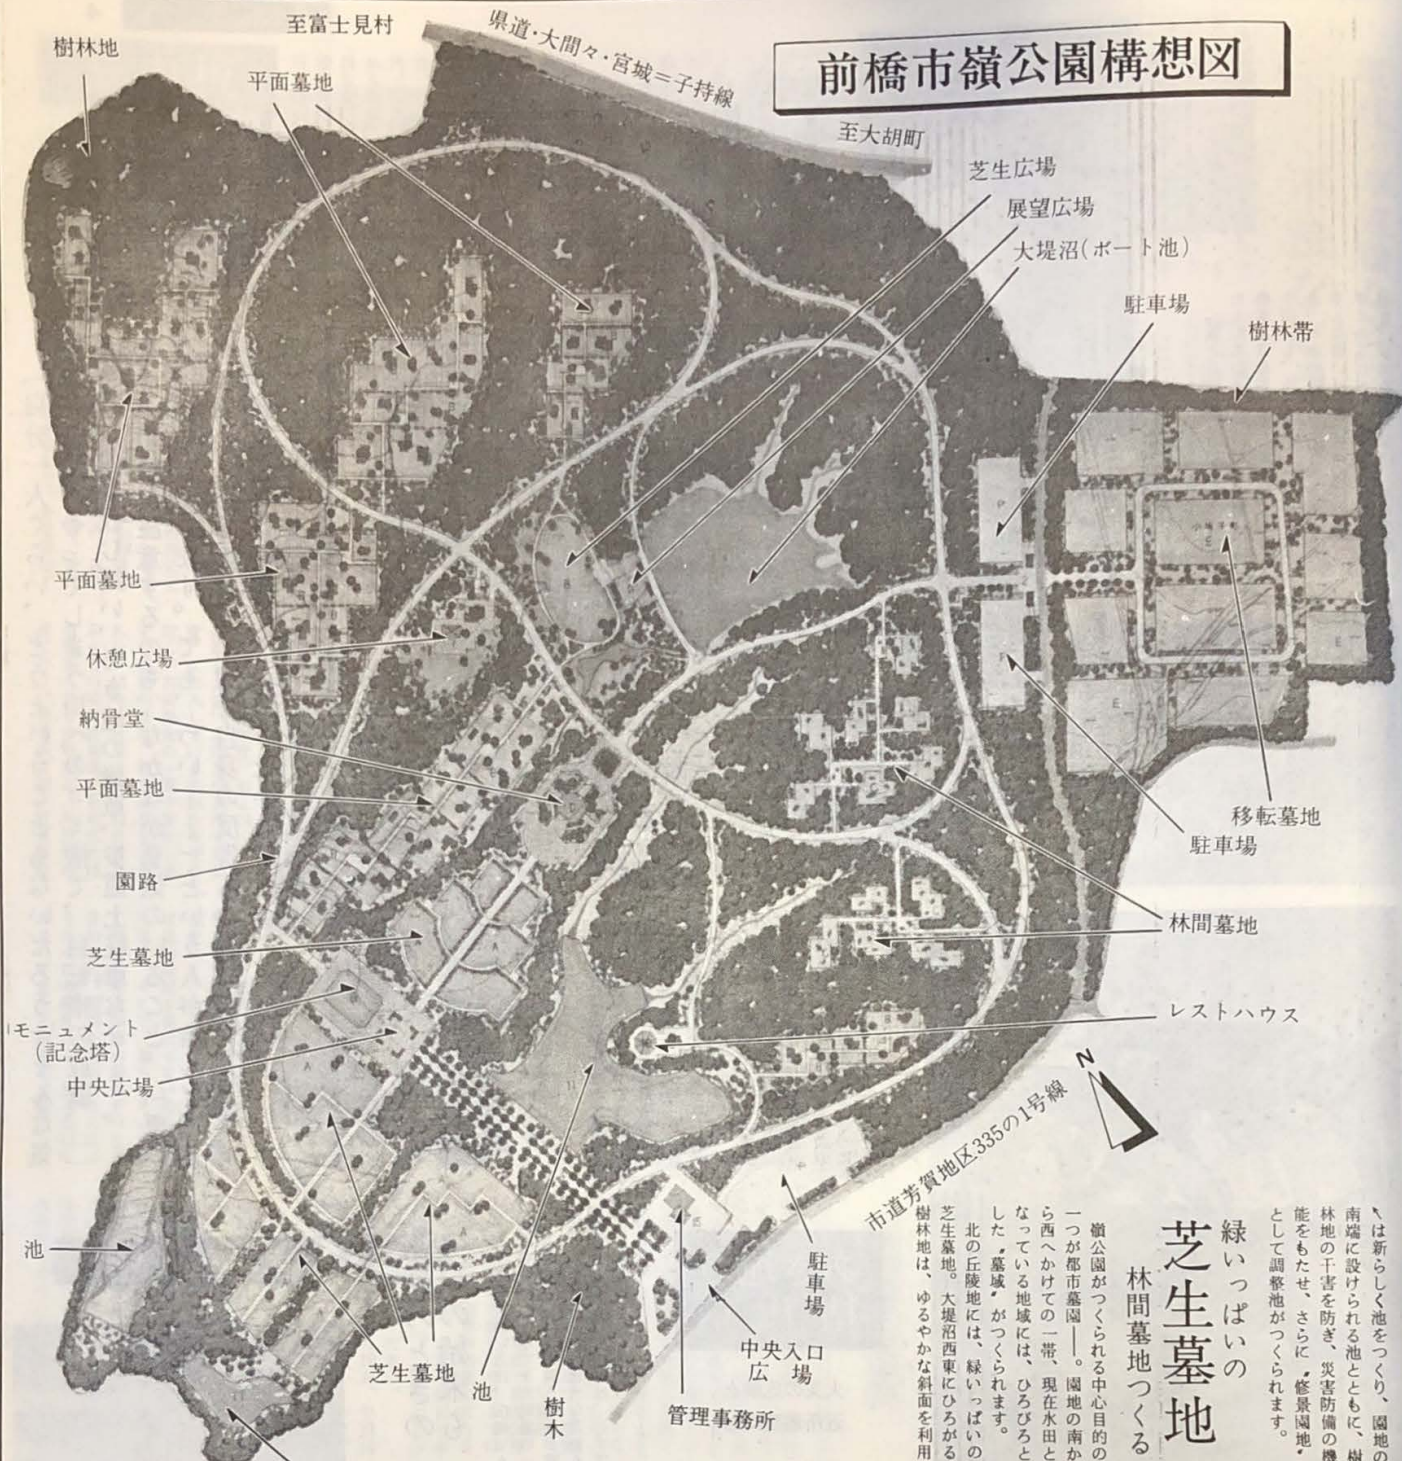 前橋市嶺公園構想図
至富士見村
県道・大間々・宮城＝子持線
至大胡町
樹林地
平面墓地
芝生広場
展望広場
大堤沼(ボート池)
駐車場
樹林帯
平面墓地
休憩広場
納骨堂
平面墓地
園路
芝生墓地
モニュメント
(記念塔)
中央広場
池
移転墓地
駐車場
林間墓地
レストハウス
N
市道芳賀地区335の1号線
駐車場
中央入口
広場
管理事務所
樹木
池
芝生墓地
は新らしく池をつくり、園地の
南端に設けられる池とともに、樹
林地の干害を防ぎ、災害防備の機
能をもたせ、さらに〝修景園地〟
として調整池がつくられます。
緑いっぱいの
芝生墓地
林間墓地つくる
嶺公園がつくられる中心目的の
一つが都市墓園——。園地の南か
ら西へかけての一帯、現在水田と
なっている地域には、ひろびろと
した〝墓域〟がつくられます。
北の丘陵地には、緑いっぱいの
芝生墓地。大堤沼西東にひろがる
樹林地は、ゆるやかな斜面を利用